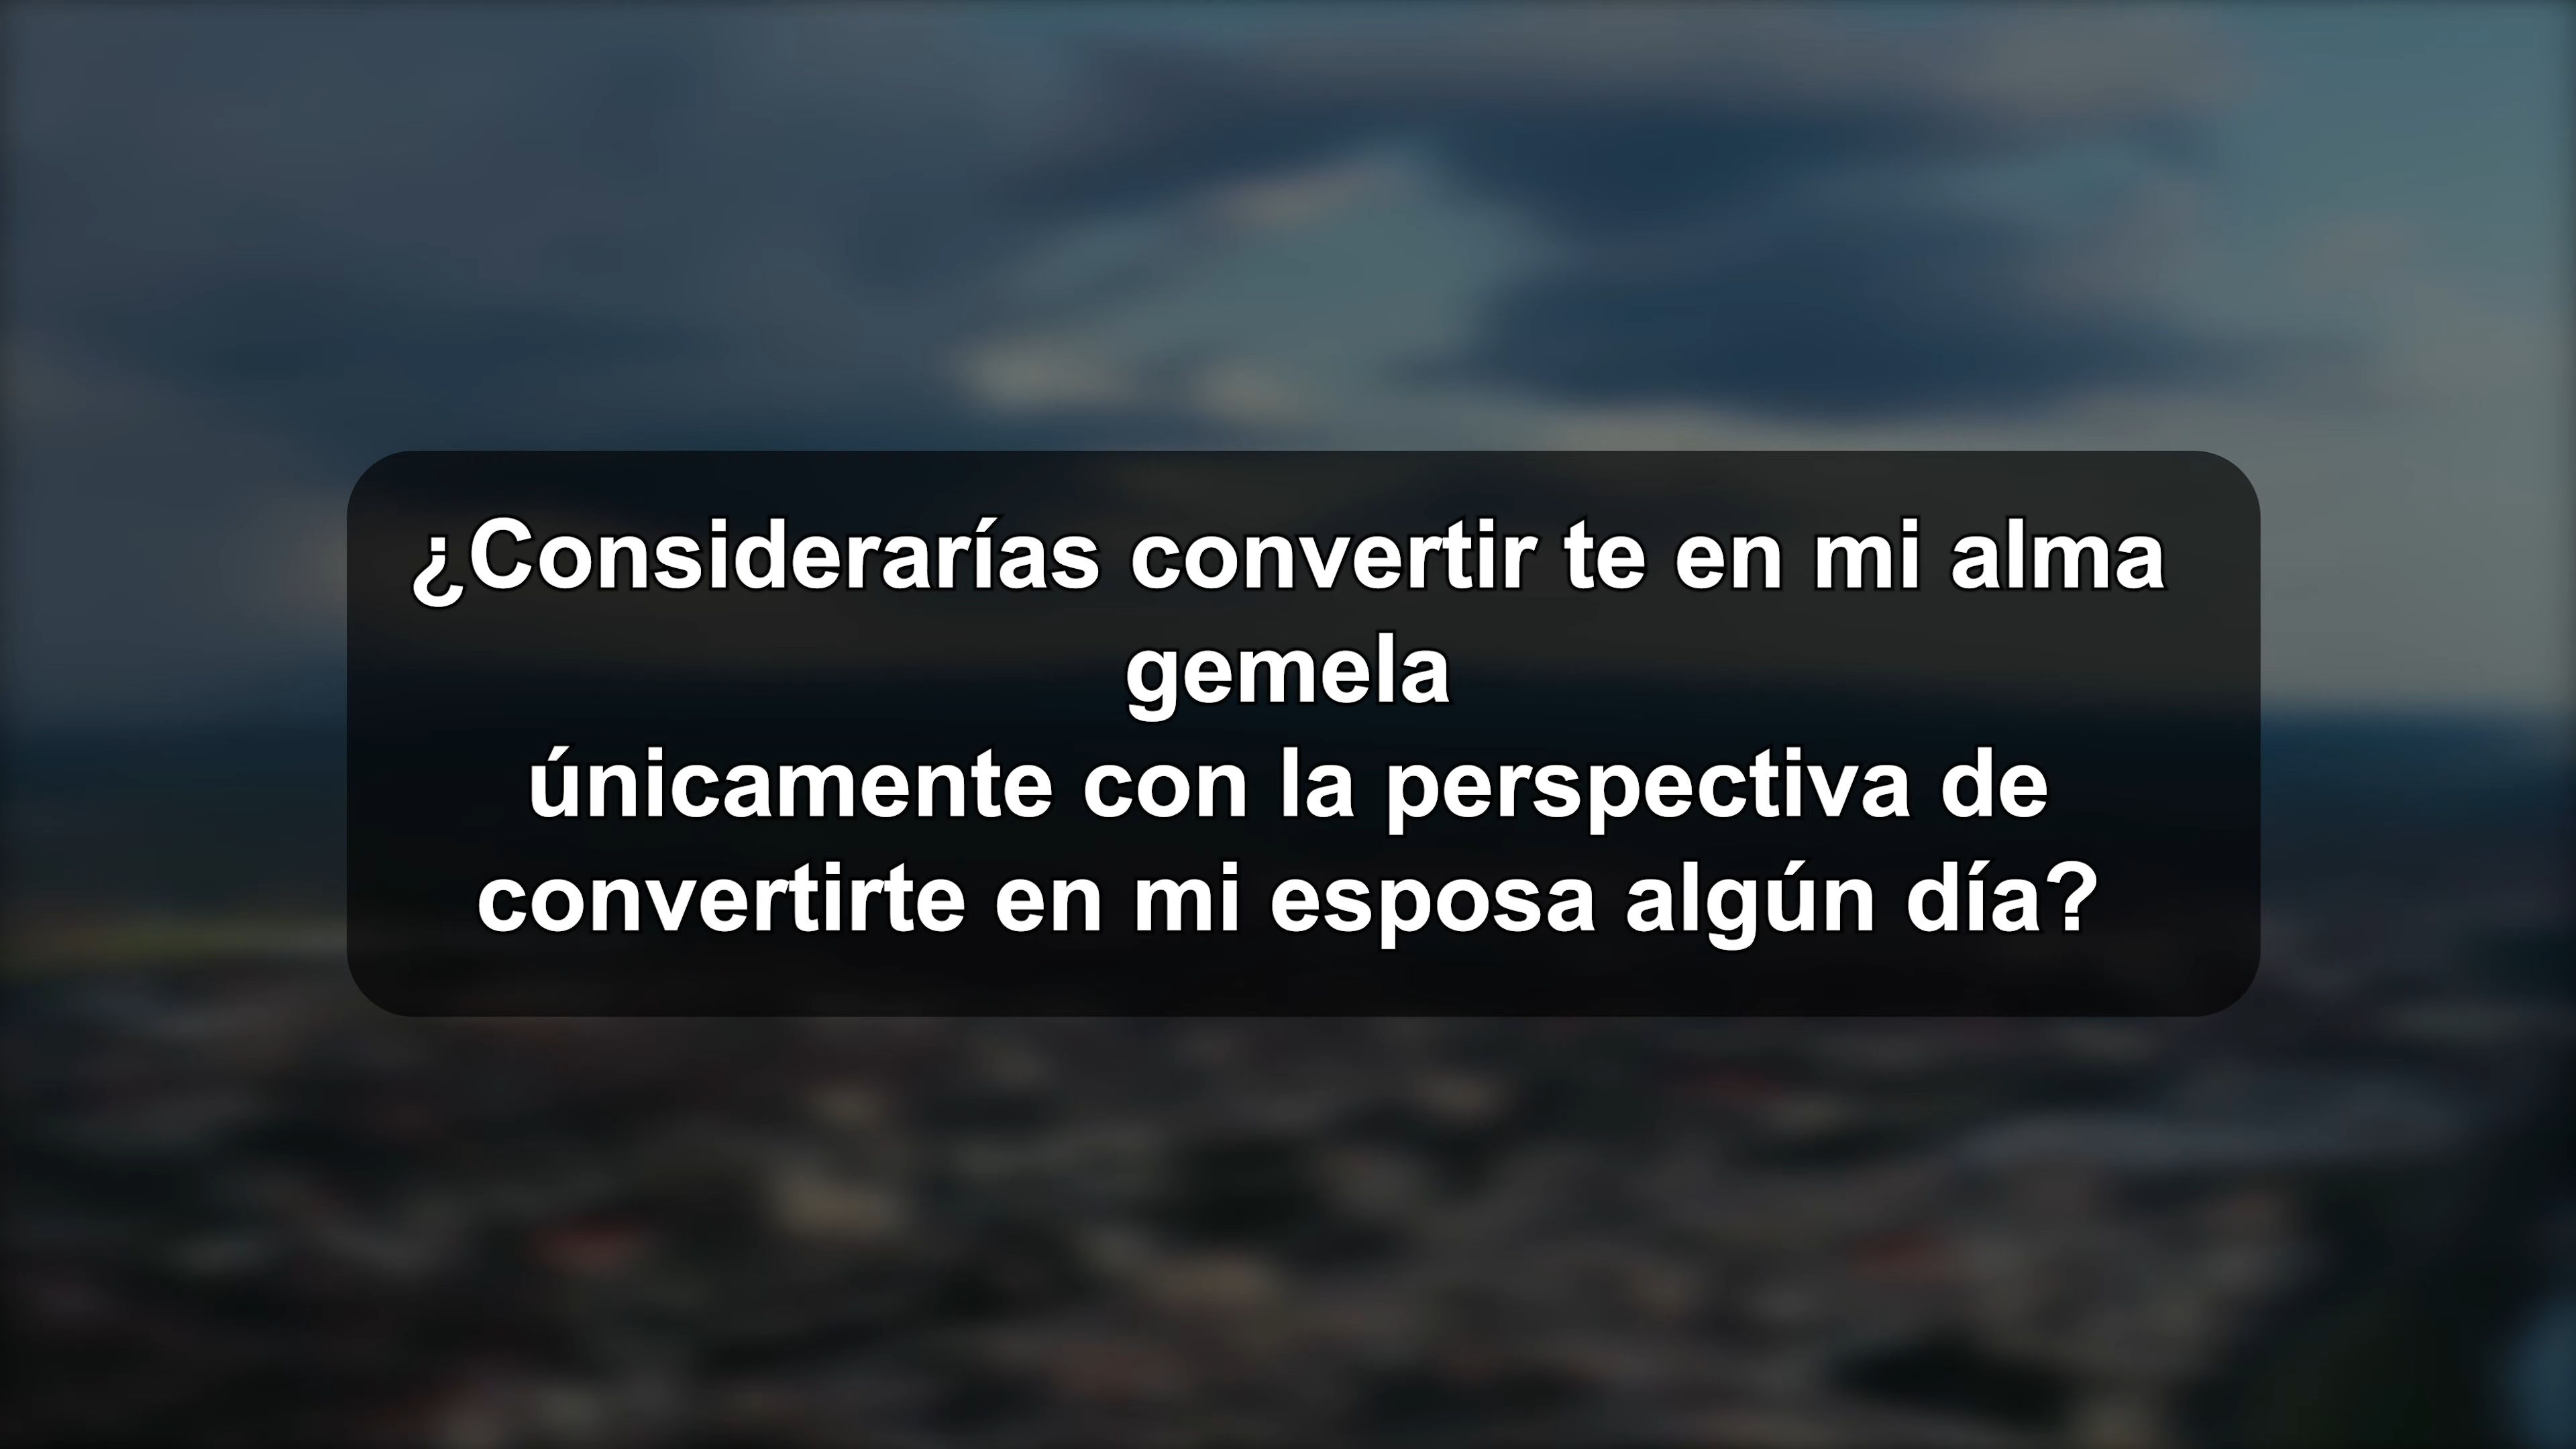 ¿Considerarías convertir te en mi alma
gemela
únicamente con la perspectiva de
convertirte en mi esposa algún día?